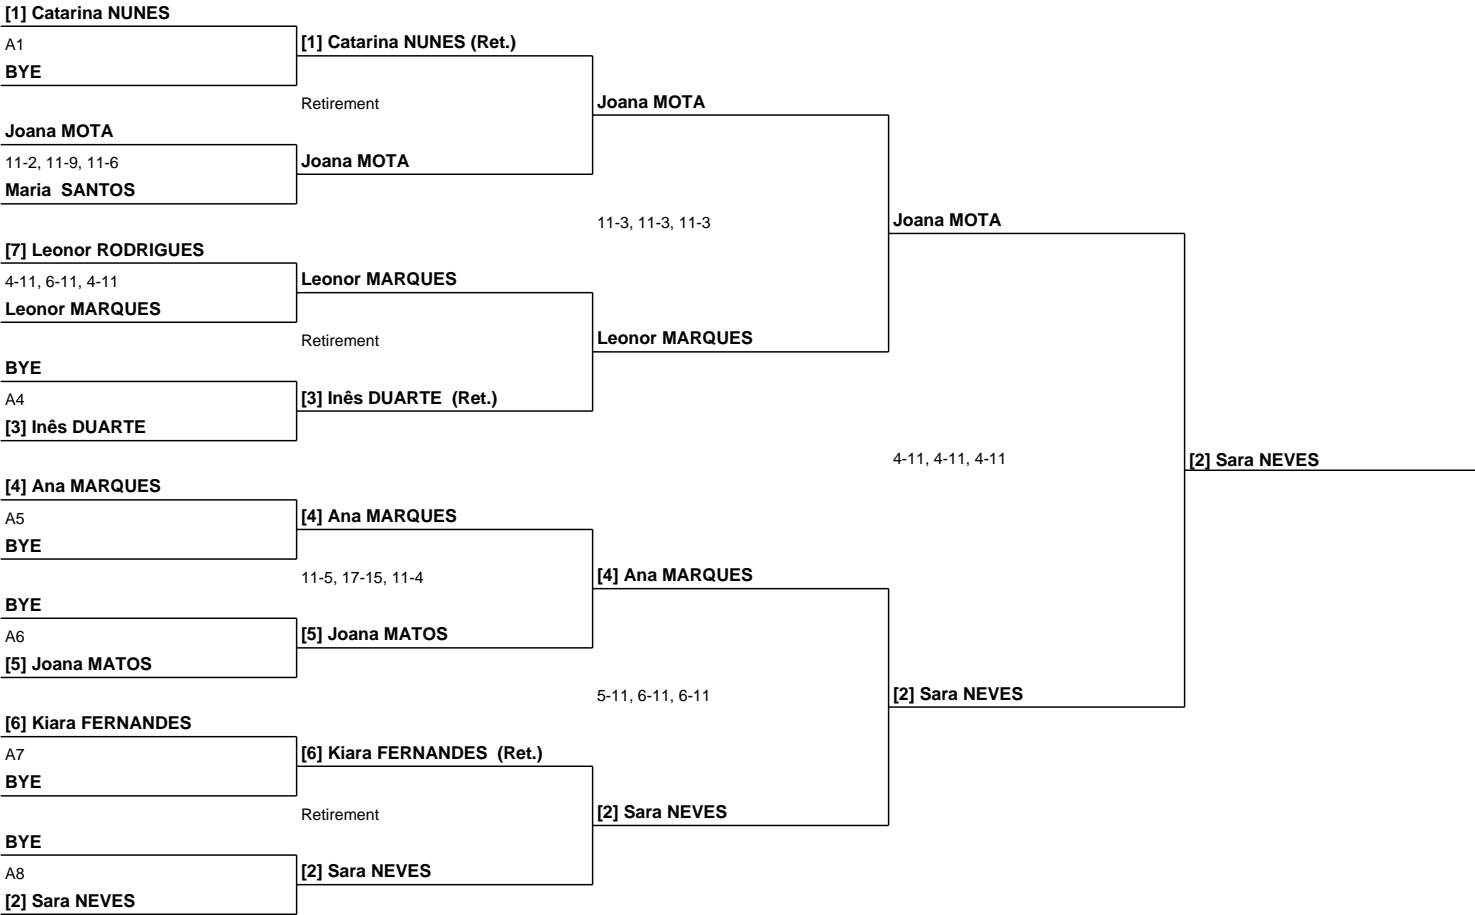 [1] Catarina NUNES
A1
BYE
Joana MOTA
11-2, 11-9, 11-6
Maria  SANTOS
[7] Leonor RODRIGUES
4-11, 6-11, 4-11
Leonor MARQUES
BYE
A4
[3] Inês DUARTE
[4] Ana MARQUES
A5
BYE
BYE
A6
[5] Joana MATOS
[6] Kiara FERNANDES
A7
BYE
BYE
A8
[2] Sara NEVES
[1] Catarina NUNES (Ret.)
Retirement
Joana MOTA
Leonor MARQUES
Retirement
[3] Inês DUARTE  (Ret.)
[4] Ana MARQUES
11-5, 17-15, 11-4
[5] Joana MATOS
[6] Kiara FERNANDES  (Ret.)
Retirement
[2] Sara NEVES
Joana MOTA
11-3, 11-3, 11-3
Leonor MARQUES
[4] Ana MARQUES
5-11, 6-11, 6-11
[2] Sara NEVES
Joana MOTA
4-11, 4-11, 4-11
[2] Sara NEVES
[2] Sara NEVES